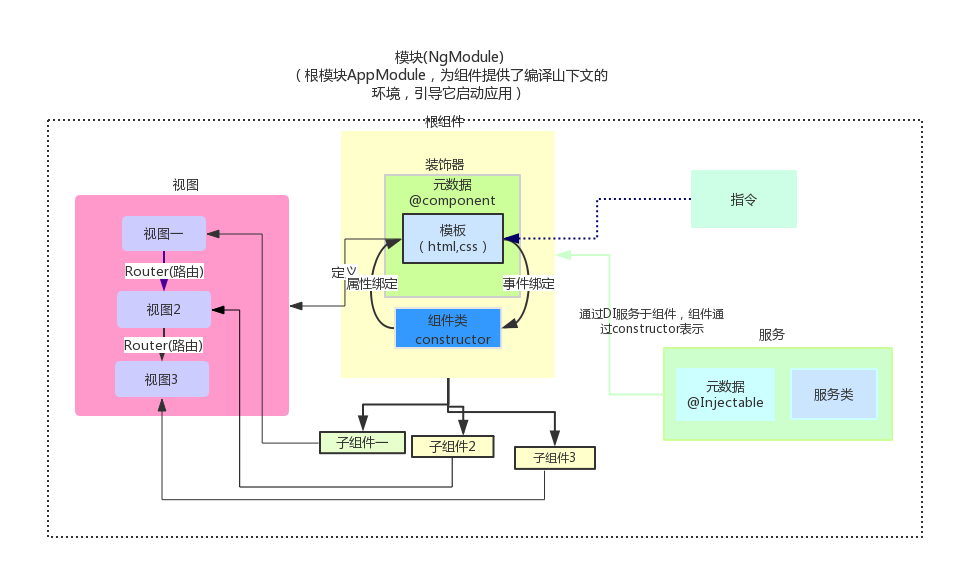 模块(NgModule)
（根模块AppModule，为组件提供了编译山下文的
环境，引导它启动应用）
根组件
装饰器
元数据
@component
模板
（html,css）
属性绑定
事件绑定
组件类
constructor
视图
视图一
Router(路由)
视图2
Router(路由)
视图3
定义
指令
通过DI服务于组件，组件通
过constructor表示
服务
元数据
@Injectable
服务类
子组件一
子组件2
子组件3